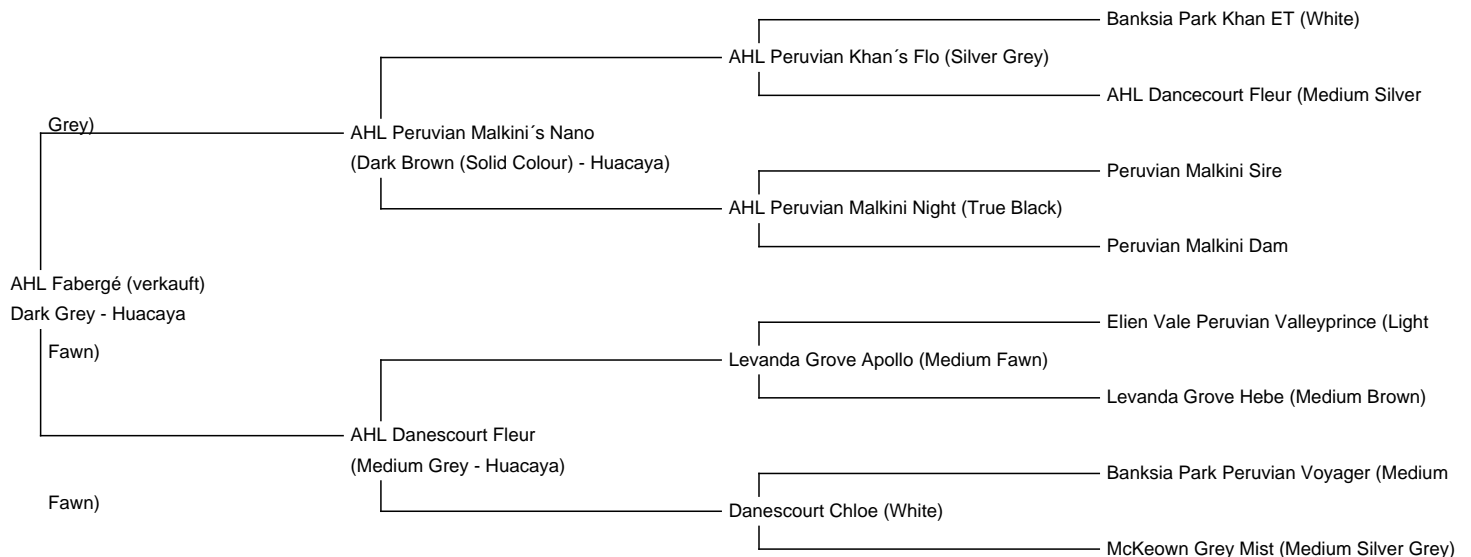 Banksia Park Khan ET (White)
AHL Peruvian Khan´s Flo (Silver Grey)
AHL Dancecourt Fleur (Medium Silver
Grey)
AHL Peruvian Malkini´s Nano
(Dark Brown (Solid Colour) - Huacaya)
Peruvian Malkini Sire
AHL Peruvian Malkini Night (True Black)
Peruvian Malkini Dam
AHL Fabergé (verkauft)
Dark Grey - Huacaya
Elien Vale Peruvian Valleyprince (Light
Fawn)
Levanda Grove Apollo (Medium Fawn)
Levanda Grove Hebe (Medium Brown)
AHL Danescourt Fleur
(Medium Grey - Huacaya)
Banksia Park Peruvian Voyager (Medium
Fawn)
Danescourt Chloe (White)
McKeown Grey Mist (Medium Silver Grey)